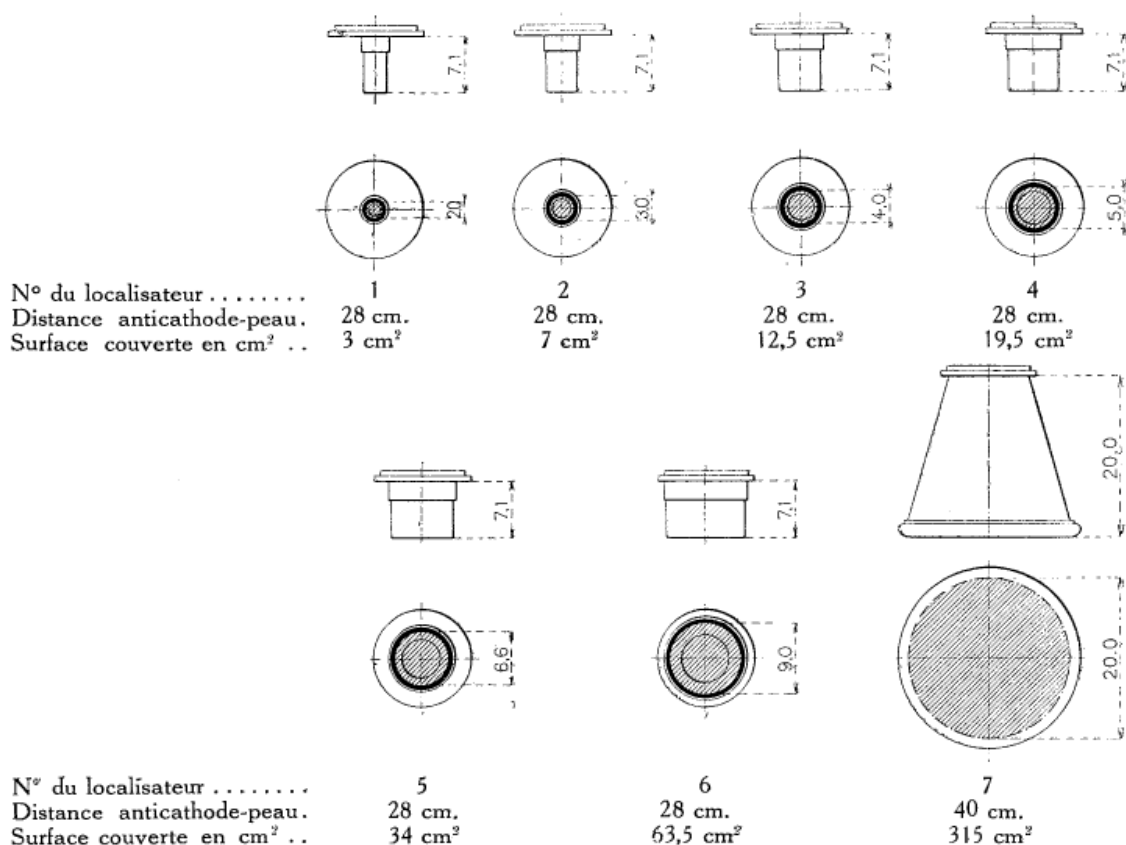 7,1 7,1 7,1 7,1
20 3,0 4,0 5,0
N° du localisateur ........ 1 2 3 4
Distance anticathode-peau. 28 cm. 28 cm. 28 cm. 28 cm.
Surface couverte en cm² .. 3 cm² 7 cm² 12,5 cm² 19,5 cm²
7,1 7,1 20,0
6,6 9,0 20,0
N° du localisateur ........ 5 6 7
Distance anticathode-peau. 28 cm. 28 cm. 40 cm.
Surface couverte en cm² .. 34 cm² 63,5 cm² 315 cm²